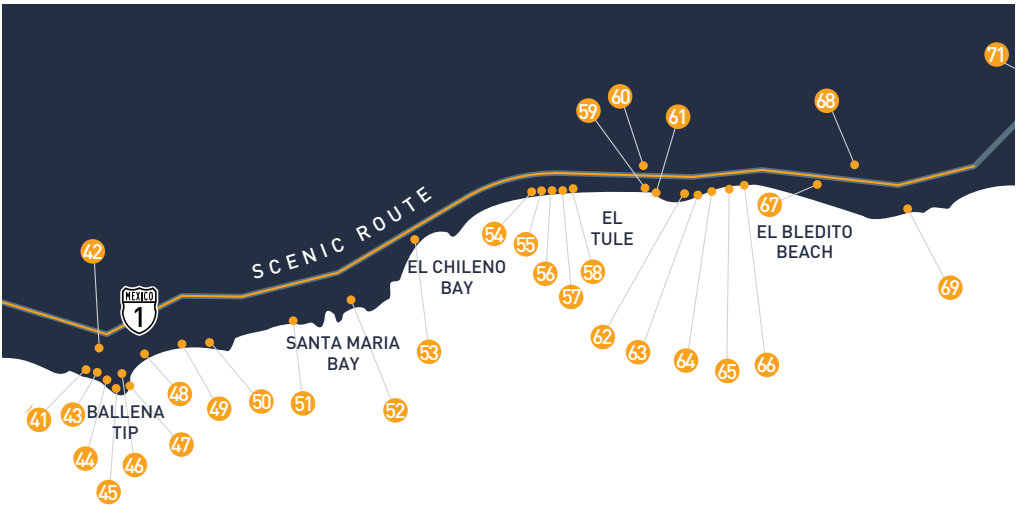 71
68
60
59
61
SCENIC ROUTE
67
EL
TULE
54
EL BLEDITO
BEACH
55
42
EL CHILENO
BAY
56
58
57
69
MEXICO
1
62
SANTA MARIA
BAY
53
63
64
65
66
48
50
51
49
52
41
43
BALLENA
TIP
47
44
46
45